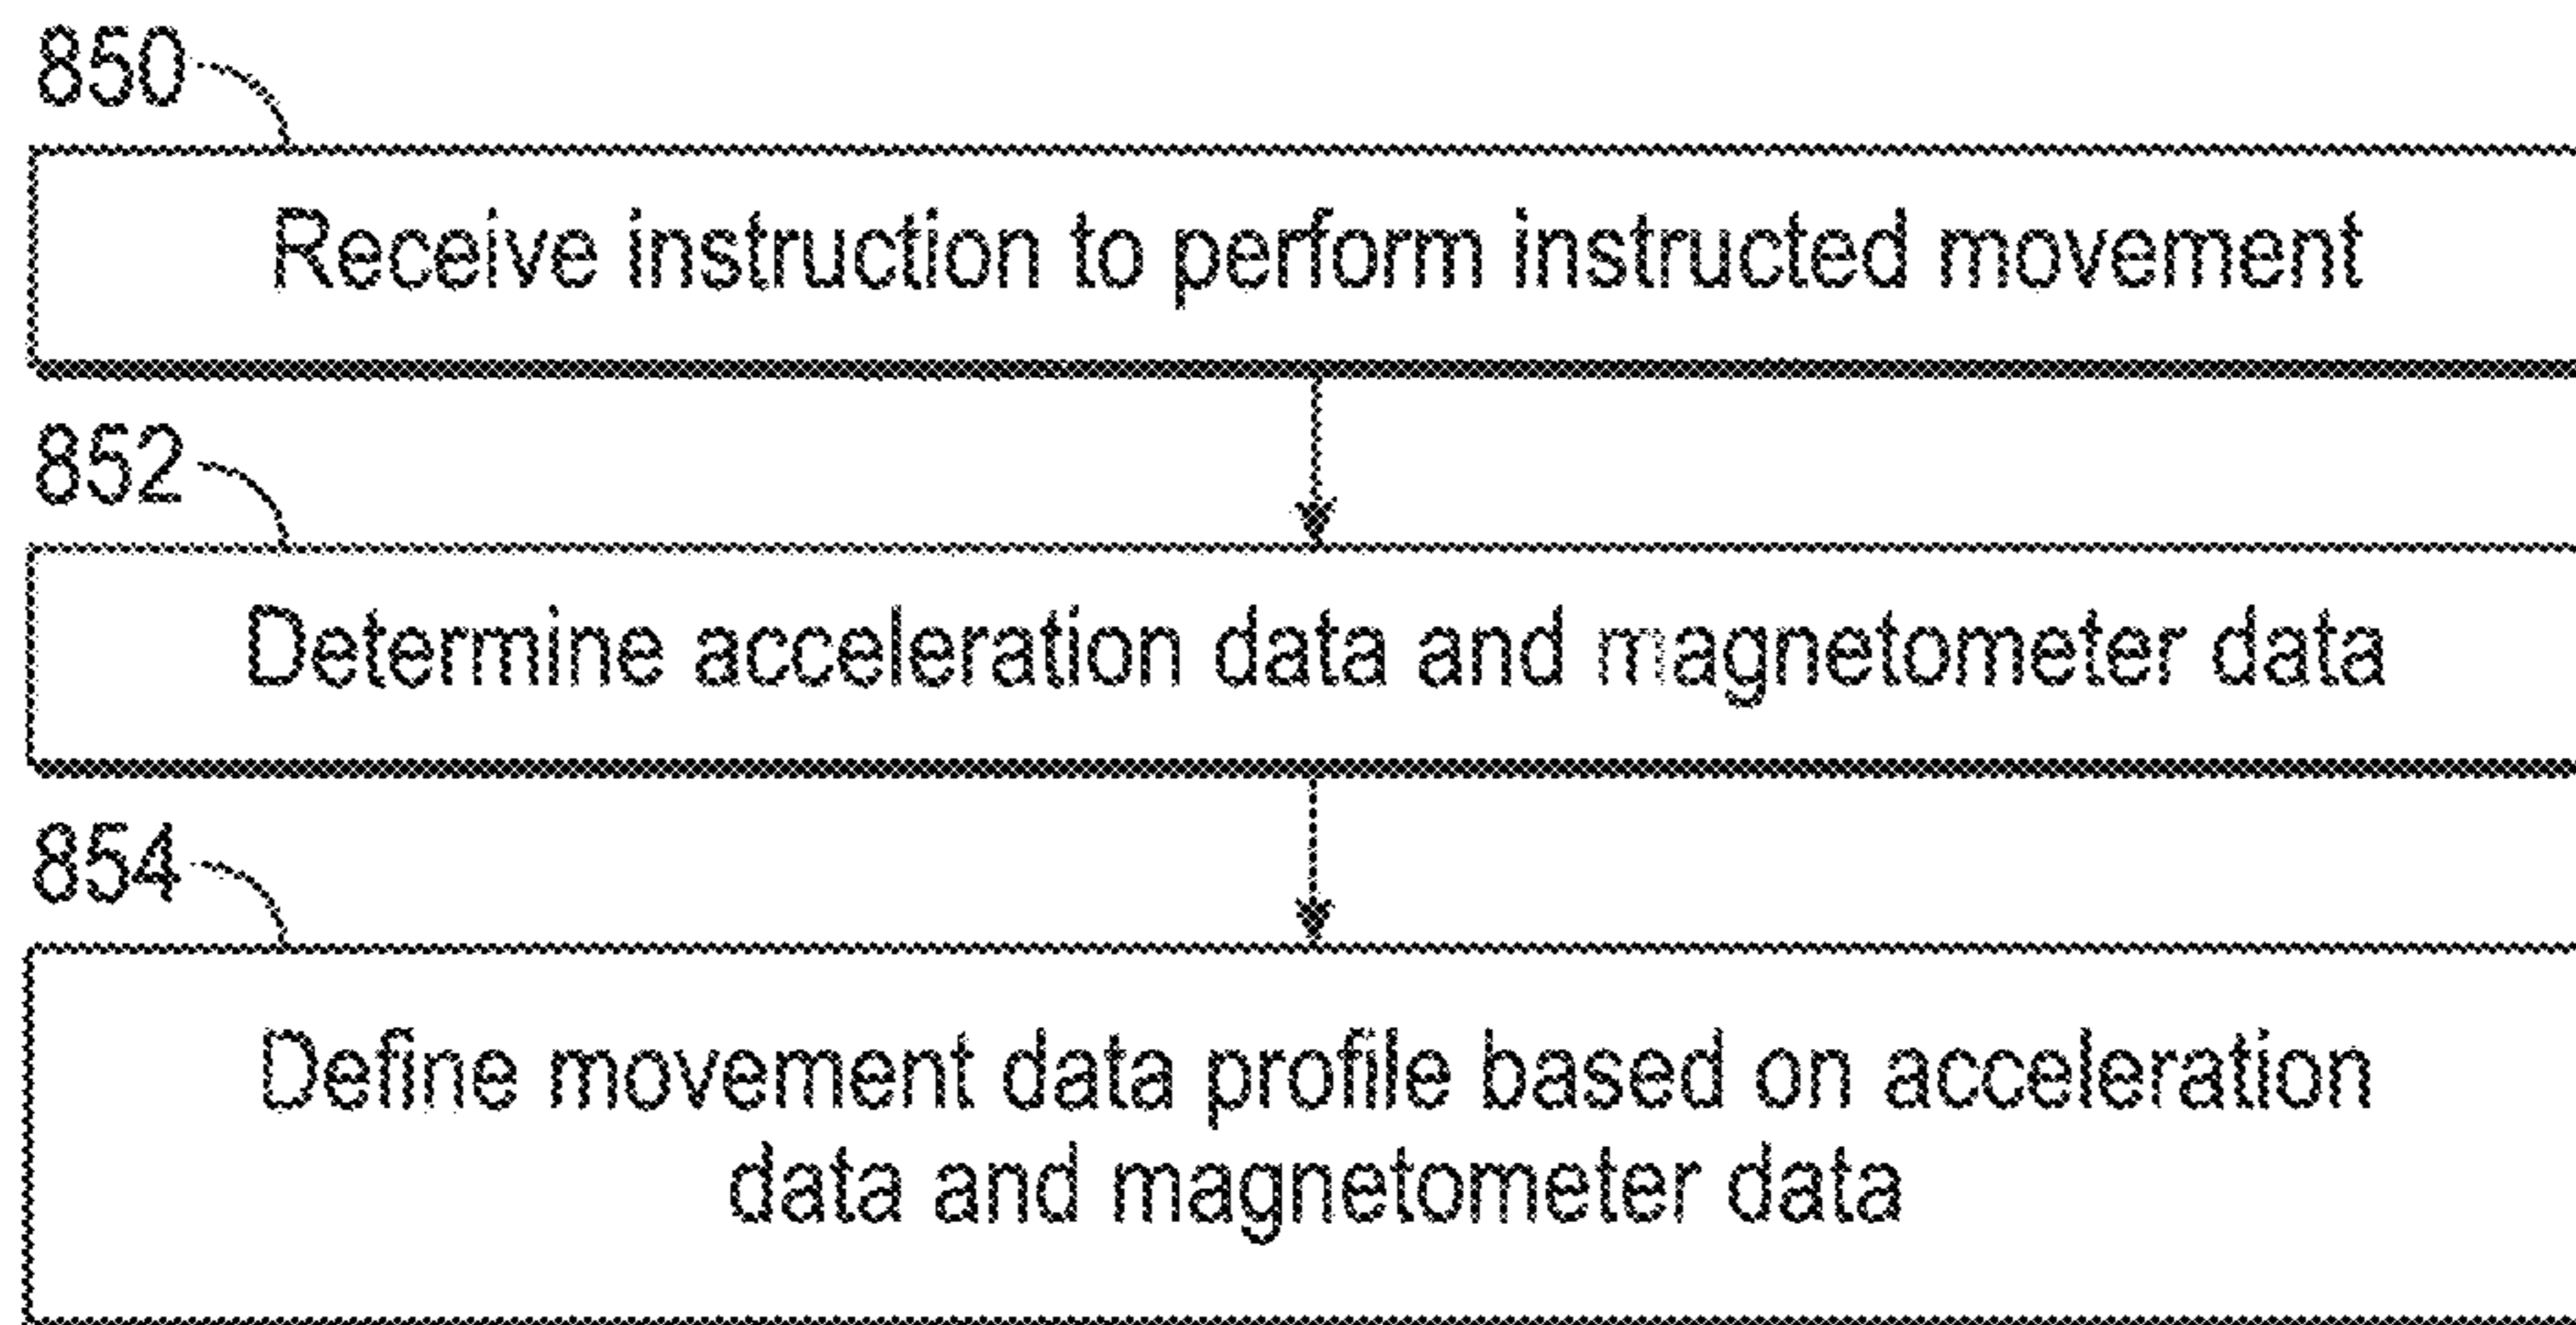 850
Receive instruction to perform instructed movement
852
Determine acceleration data and magnetometer data
854
Define movement data profile based on acceleration
data and magnetometer data